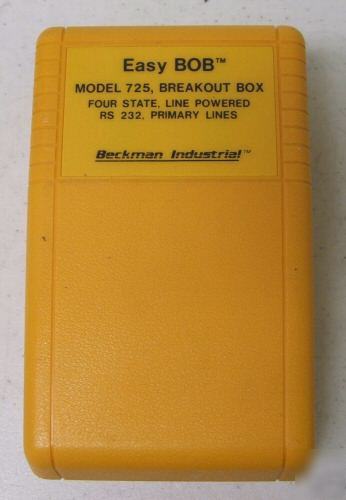 Easy BOB™
MODEL 725, BREAKOUT BOX
FOUR STATE, LINE POWERED
RS 232, PRIMARY LINES
Beckman Industrial™